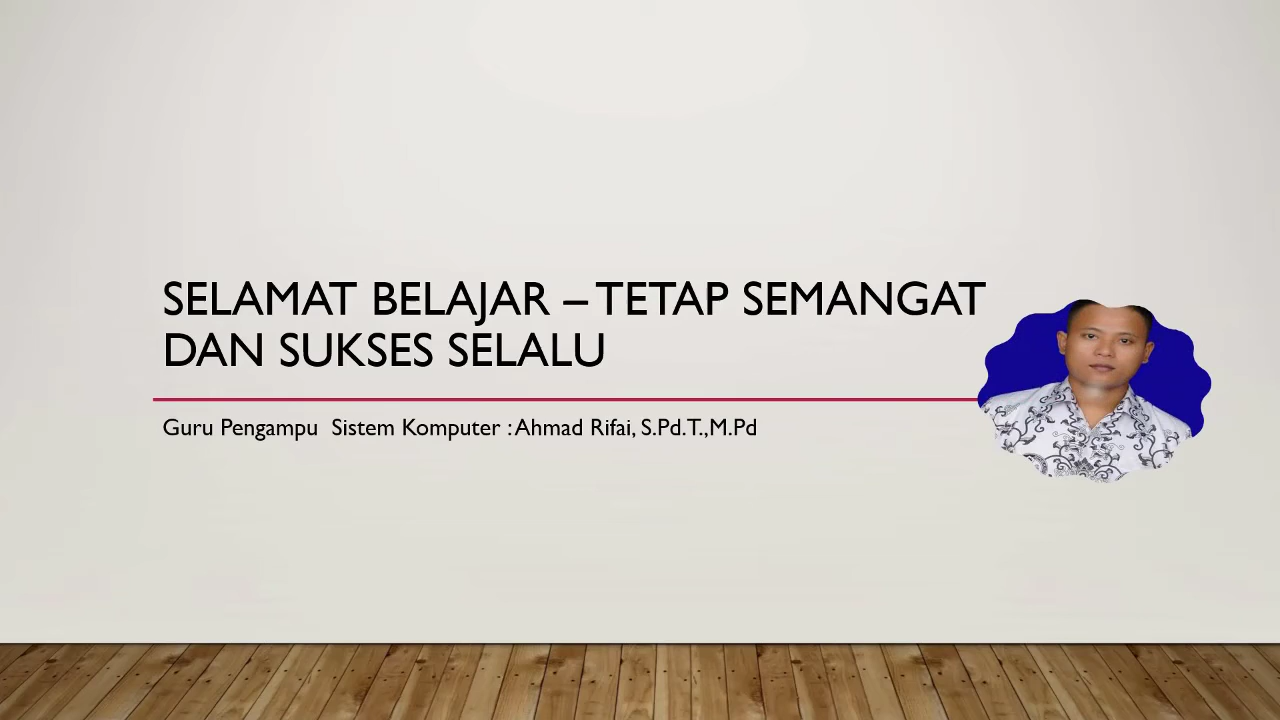 SELAMAT BELAJAR – TETAP SEMANGAT
DAN SUKSES SELALU
Guru Pengampu  Sistem Komputer : Ahmad Rifai, S.Pd.T.,M.Pd